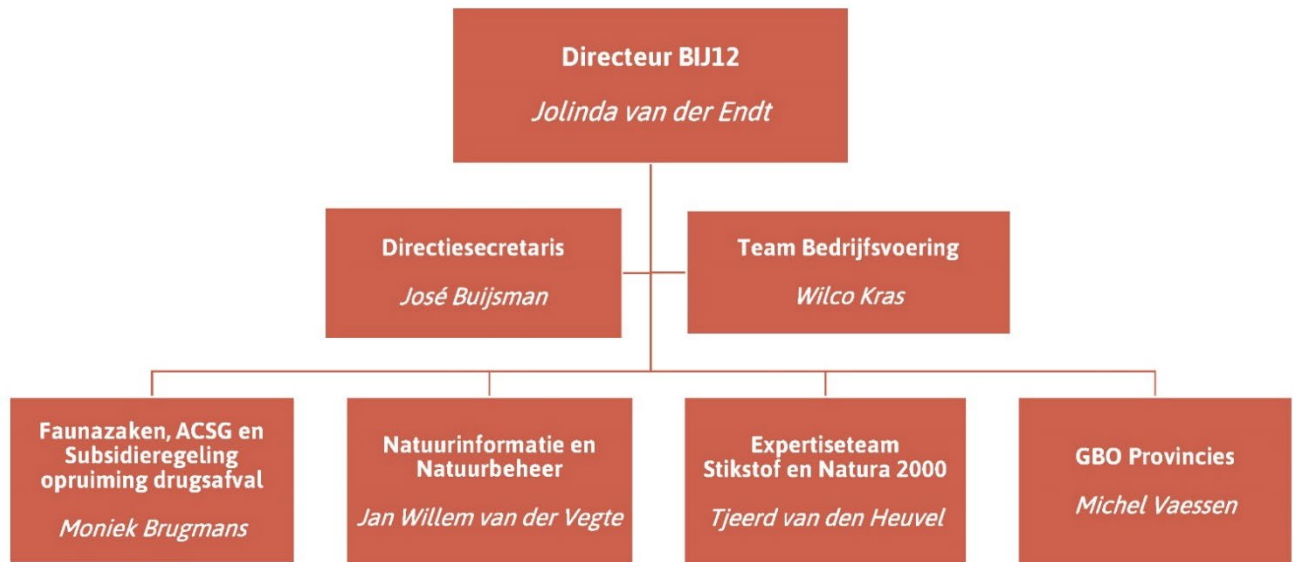 Directeur BIJ12
Jolinda van der Endt
Directiesecretaris
José Buijsman
Team Bedrijfsvoering
Wilco Kras
Faunazaken, ACSG en
Subsidieregeling
opruiming drugsafval
Moniek Brugmans
Natuurinformatie en
Natuurbeheer
Jan Willem van der Vegte
Expertiseteam
Stikstof en Natura 2000
Tjeerd van den Heuvel
GBO Provincies
Michel Vaessen